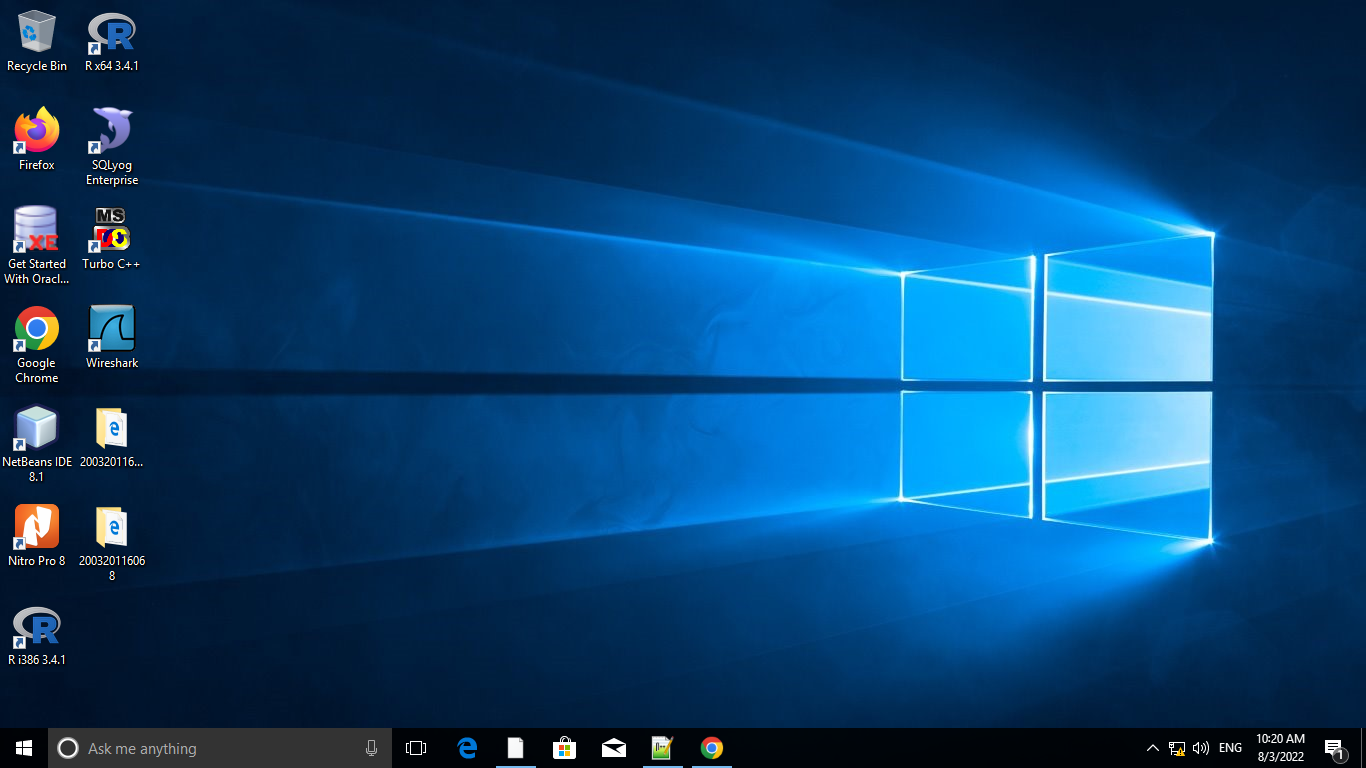 Recycle Bin
R x64 3.4.1
Firefox
SQLyog
Enterprise
XE
Get Started
With Oracl...
MS
Turbo C++
Google
Chrome
Wireshark
NetBeans IDE
8.1
200320116...
Nitro Pro 8
20032011606
8
R i386 3.4.1
Ask me anything
ENG
10:20 AM
8/3/2022
1